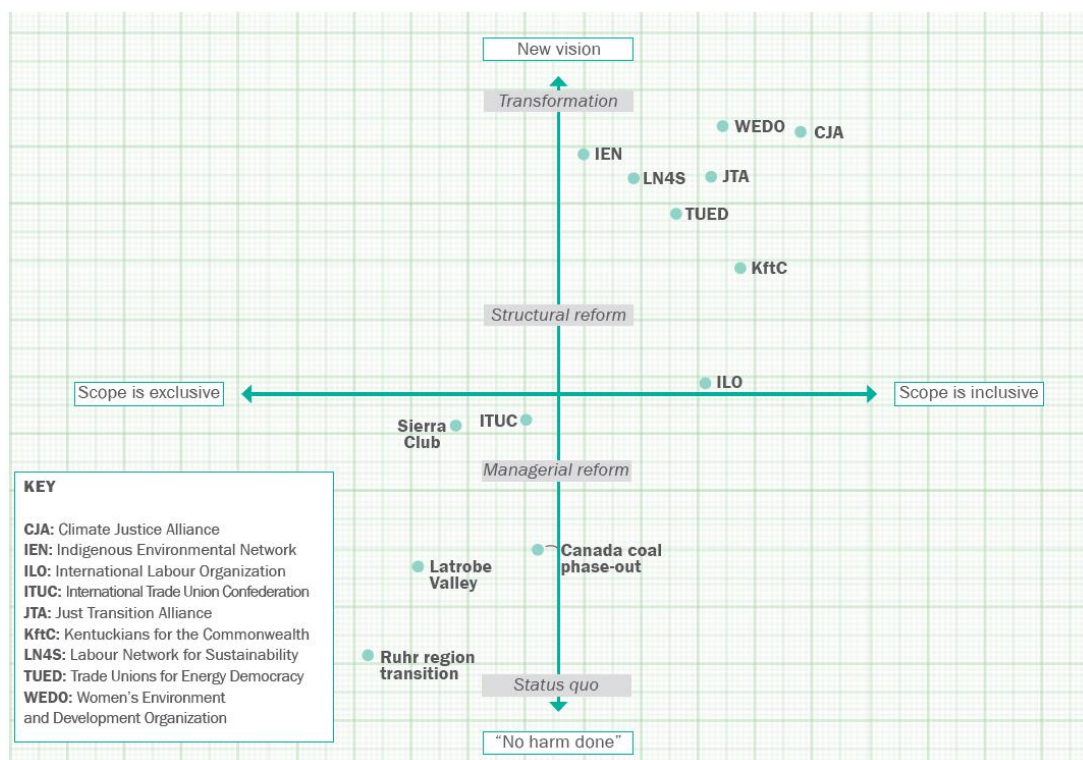 New vision
Transformation
WEDO
CJA
IEN
LN4S
JTA
TUED
KftC
Structural reform
ILO
Scope is exclusive
Scope is inclusive
Sierra
Club
ITUC
Managerial reform
Canada coal
phase-out
Latrobe
Valley
Ruhr region
transition
Status quo
“No harm done”
KEY
CJA: Climate Justice Alliance
IEN: Indigenous Environmental Network
ILO: International Labour Organization
ITUC: International Trade Union Confederation
JTA: Just Transition Alliance
KftC: Kentuckians for the Commonwealth
LN4S: Labour Network for Sustainability
TUED: Trade Unions for Energy Democracy
WEDO: Women’s Environment
and Development Organization